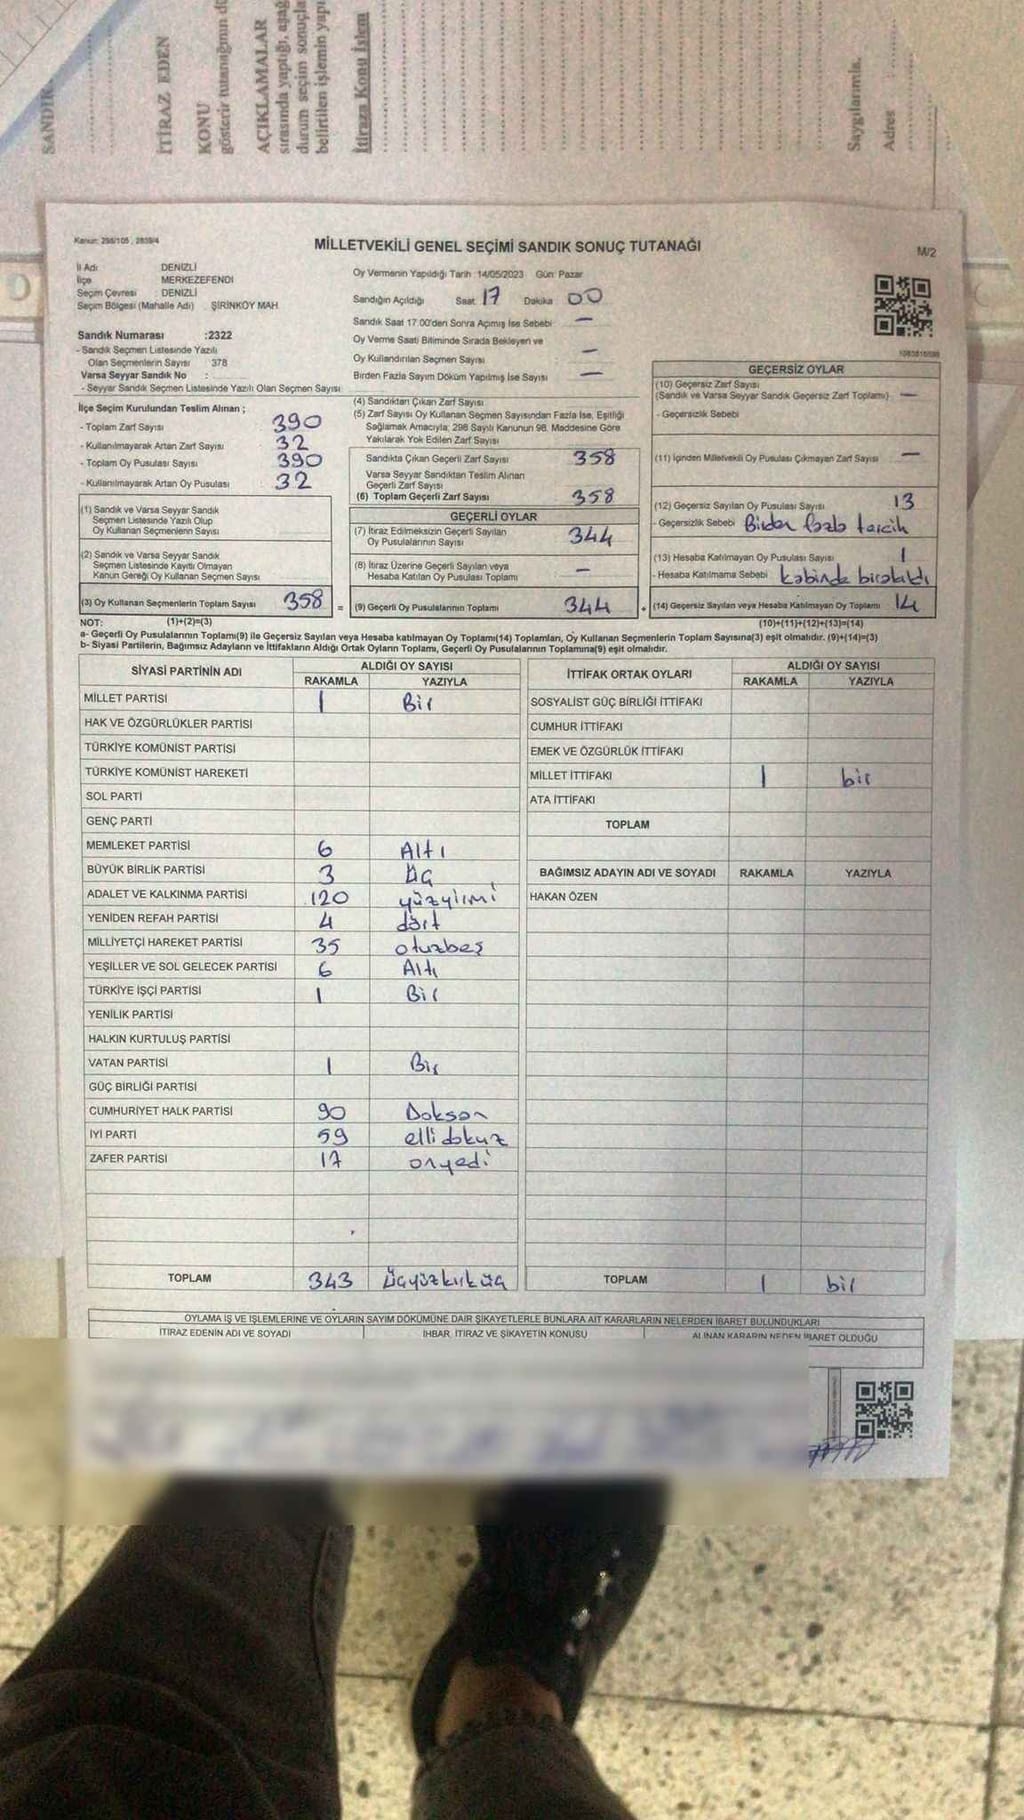 SANDIK
İTİRAZ EDEN
KONU
gösterir tutanağının
AÇIKLAMALAR
sırasında yaptığı, aşağ
durum seçim sonuçla
belirtilen işlemin yapı
İtiraza Konu İşlem
Saygılarımla.
Adres
Kanun: 298/105 , 2839/4
MİLLETVEKİLİ GENEL SEÇİMİ SANDIK SONUÇ TUTANAĞI
M/2
İl Adı : DENİZLİ
İlçe : MERKEZEFENDİ
Seçim Çevresi : DENİZLİ
Seçim Bölgesi (Mahalle Adı) ŞİRİNKÖY MAH
Oy Vermenin Yapıldığı Tarih :14/05/2023 Gün: Pazar
Sandığın Açıldığı Saat 17 Dakika 00
Sandık Saat 17:00'den Sonra Açımış İse Sebebi —
Oy Verme Saati Bitiminde Sırada Bekleyen ve
Oy Kullandırılan Seçmen Sayısı —
Birden Fazla Sayım Döküm Yapılmış İse Sayısı —
Sandık Numarası :2322
- Sandık Seçmen Listesinde Yazılı
Olan Seçmenlerin Sayısı : 378
Varsa Seyyar Sandık No :
- Seyyar Sandık Seçmen Listesinde Yazılı Olan Seçmen Sayısı
İlçe Seçim Kurulundan Teslim Alınan ;
- Toplam Zarf Sayısı 390
- Kullanılmayarak Artan Zarf Sayısı 32
- Toplam Oy Pusulası Sayısı 390
- Kullanılmayarak Artan Oy Pusulası 32
(1) Sandık ve Varsa Seyyar Sandık
Seçmen Listesinde Yazılı Olup
Oy Kullanan Seçmenlerin Sayısı
(2) Sandık ve Varsa Seyyar Sandık
Seçmen Listesinde Kayıtlı Olmayan
Kanun Gereği Oy Kullanan Seçmen Sayısı
(3) Oy Kullanan Seçmenlerin Toplam Sayısı 358 =
(4) Sandıktan Çıkan Zarf Sayısı
(5) Zarf Sayısı Oy Kullanan Seçmen Sayısından Fazla İse, Eşitliği
Sağlamak Amacıyla; 298 Sayılı Kanunun 98. Maddesine Göre
Yakılarak Yok Edilen Zarf Sayısı
Sandıkta Çıkan Geçerli Zarf Sayısı 358
Varsa Seyyar Sandıktan Teslim Alınan
Geçerli Zarf Sayısı
(6) Toplam Geçerli Zarf Sayısı 358
GEÇERLİ OYLAR
(7) İtiraz Edilmeksizin Geçerli Sayılan
Oy Pusulalarının Sayısı 344
(8) İtiraz Üzerine Geçerli Sayılan veya
Hesaba Katılan Oy Pusulası Toplamı —
(9) Geçerli Oy Pusulalarının Toplamı 344 +
GEÇERSİZ OYLAR
(10) Geçersiz Zarf Sayısı
(Sandık ve Varsa Seyyar Sandık Geçersiz Zarf Toplamı) —
- Geçersizlik Sebebi
(11) İçinden Milletvekili Oy Pusulası Çıkmayan Zarf Sayısı —
(12) Geçersiz Sayılan Oy Pusulası Sayısı 13
- Geçersizlik Sebebi Birden fazla tercih
(13) Hesaba Katılmayan Oy Pusulası Sayısı 1
- Hesaba Katılmama Sebebi kabinde bırakıldı
(14) Geçersiz Sayılan veya Hesaba Katılmayan Oy Toplamı 14
NOT: (1)+(2)=(3) (10)+(11)+(12)+(13)=(14)
a- Geçerli Oy Pusulalarının Toplamı(9) ile Geçersiz Sayılan veya Hesaba katılmayan Oy Toplamı(14) Toplamları, Oy Kullanan Seçmenlerin Toplam Sayısına(3) eşit olmalıdır. (9)+(14)=(3)
b- Siyasi Partilerin, Bağımsız Adayların ve İttifakların Aldığı Ortak Oyların Toplamı, Geçerli Oy Pusulalarının Toplamına(9) eşit olmalıdır.
SİYASİ PARTİNİN ADI ALDIĞI OY SAYISI
RAKAMLA YAZIYLA
MİLLET PARTİSİ 1 Bir
HAK VE ÖZGÜRLÜKLER PARTİSİ
TÜRKİYE KOMÜNİST PARTİSİ
TÜRKİYE KOMÜNİST HAREKETİ
SOL PARTİ
GENÇ PARTİ
MEMLEKET PARTİSİ 6 Altı
BÜYÜK BİRLİK PARTİSİ 3 Üç
ADALET VE KALKINMA PARTİSİ 120 yüzyirmi
YENİDEN REFAH PARTİSİ 4 dört
MİLLİYETÇİ HAREKET PARTİSİ 35 otuzbeş
YEŞİLLER VE SOL GELECEK PARTİSİ 6 Altı
TÜRKİYE İŞÇİ PARTİSİ 1 Bir
YENİLİK PARTİSİ
HALKIN KURTULUŞ PARTİSİ
VATAN PARTİSİ 1 Bir
GÜÇ BİRLİĞİ PARTİSİ
CUMHURİYET HALK PARTİSİ 90 Doksan
İYİ PARTİ 59 ellidokuz
ZAFER PARTİSİ 17 onyedi
TOPLAM 343 Üçyüzkırküç
İTTİFAK ORTAK OYLARI ALDIĞI OY SAYISI
RAKAMLA YAZIYLA
SOSYALİST GÜÇ BİRLİĞİ İTTİFAKI
CUMHUR İTTİFAKI
EMEK VE ÖZGÜRLÜK İTTİFAKI
MİLLET İTTİFAKI 1 bir
ATA İTTİFAKI
TOPLAM
BAĞIMSIZ ADAYIN ADI VE SOYADI RAKAMLA YAZIYLA
HAKAN ÖZEN
TOPLAM 1 bir
OYLAMA İŞ VE İŞLEMLERİNE VE OYLARIN SAYIM DÖKÜMÜNE DAİR ŞİKAYETLERLE BUNLARA AİT KARARLARIN NELERDEN İBARET BULUNDUKLARI
İTİRAZ EDENİN ADI VE SOYADI İHBAR, İTİRAZ VE ŞİKAYETİN KONUSU ALINAN KARARIN NEDEN İBARET OLDUĞU